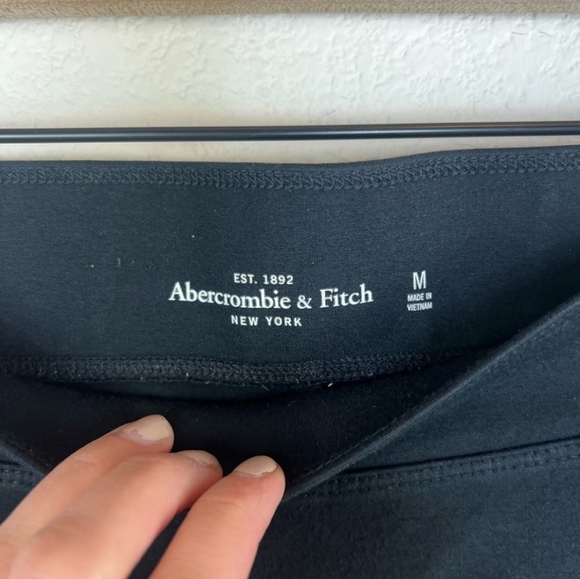 EST. 1892
Abercrombie & Fitch
NEW YORK
M
MADE IN
VIETNAM